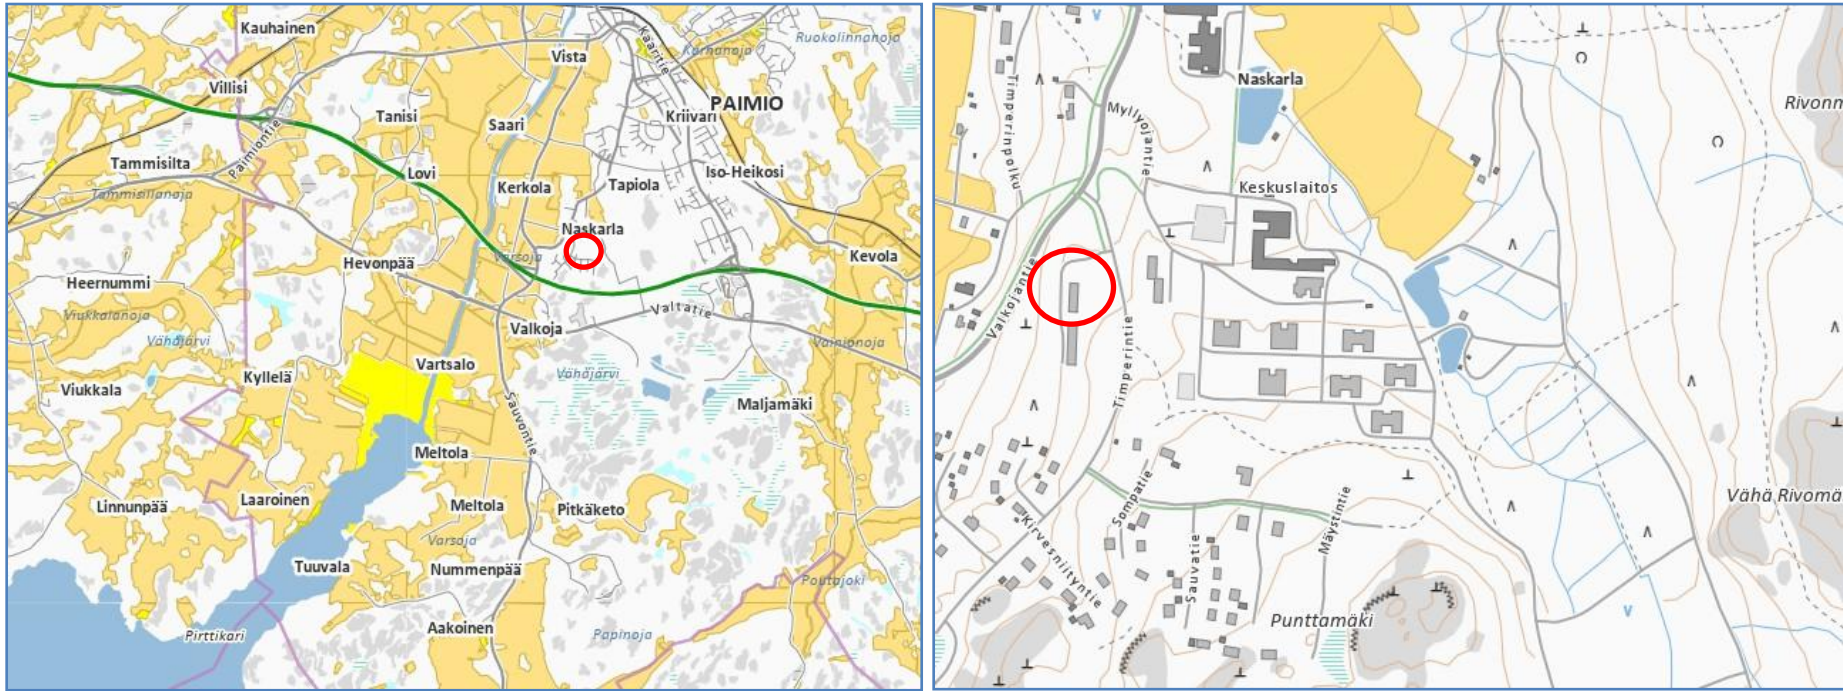 Kauhainen
Kaaritie
Karhanoja
Ruokolinnanoja
Vista
Villisi
PAIMIO
Tanisi
Saari
Kriivari
Paimiontie
Tammisilta
Lovi
Kerkola
Tapiola
Iso-Heikosi
Tammisillanoja
Naskarla
Varsoja
Hevonpää
Kevola
Heernummi
Valtatie
Viukkalanoja
Valkoja
Vähäjärvi
Vainionoja
Vartsalo
Vähäjärvi
Kyllelä
Viukkala
Sauvontie
Maljamäki
Meltola
Laaroinen
Linnunpää
Meltola
Pitkäketo
Varsoja
Tuuvala
Nummenpää
Poutajoki
Aakoinen
Pirttikari
Papinoja
Naskarla
Timperinpolku
Myllyojantie
Rivonm
Keskuslaitos
Valkojantie
Timperintie
Sompatie
Mäystintie
Vähä Rivomä
Kirvesniityntie
Sauvatie
Punttamäki